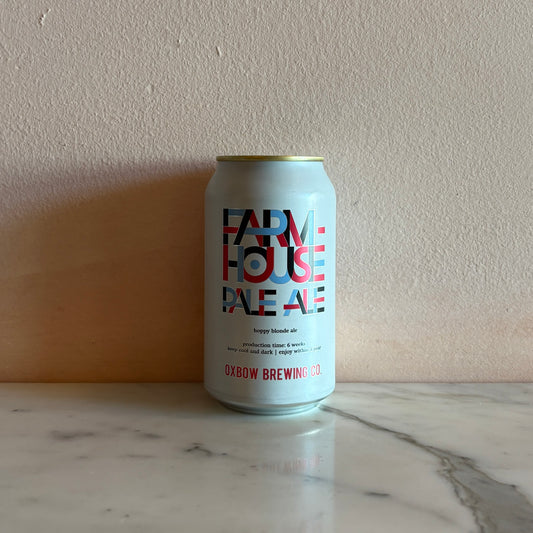 FARM-
HOUSE
PALE ALE
hoppy blonde ale
production time: 6 weeks
keep cool and dark | enjoy within a year
OXBOW BREWING CO.